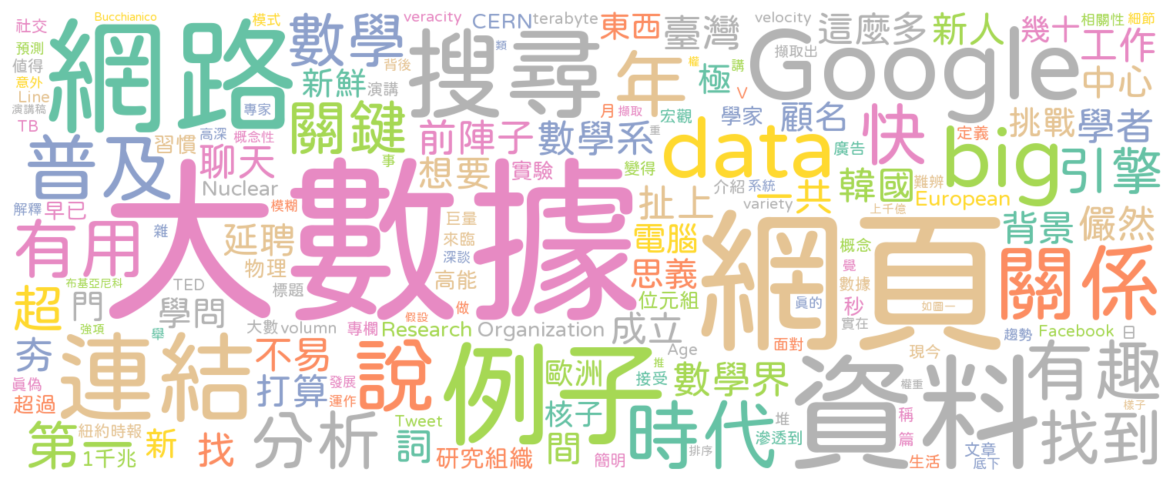 社交
Bucchianico
模式
veracity
CERN
terabyte
東西
臺灣
velocity
這麼多
新人
幾十
相關性
細節
預測
網路
數學
類
搜尋
擷取出
Google
工作
值得
背後
年
極
講
中心
意外
新鮮
演講
Line
專家
關鍵
V
演講稿
月
擷取
宏觀
學家
顧名
快
定義
挑戰
學者
TB
習慣
高深
概念性
前陣子
數學系
重
data
廣告
big
引擎
普及
聊天
事
想要
實驗
變得
介紹
系統
難辨
Nuclear
一共
韓國
European
解釋
早已
模糊
大數據
巨量
扯上
variety
上千億
有用
雜
延聘
來臨
電腦
網頁
概念
背景
儼然
物理
深談
高能
思義
覺
數據
關係
布基亞尼科
TED
標題
做
位元組
秒
如圖一
超
門
學問
假設
真的
實在
強項
舉
大數
volumn
專欄
Research
Organization
成立
趨勢
Facebook
日
夯
連結
不易
說
例子
Age
面對
現今
有趣
真偽
打算
發展
歐洲
推
接受
數學界
資料
權重
超過
運作
核子
時代
堆
稱
樣子
第一
紐約時報
新
找
分析
Tweet
詞
間
滲透到
篇
找到
1千兆
研究組織
簡明
排序
生活
文章
底下